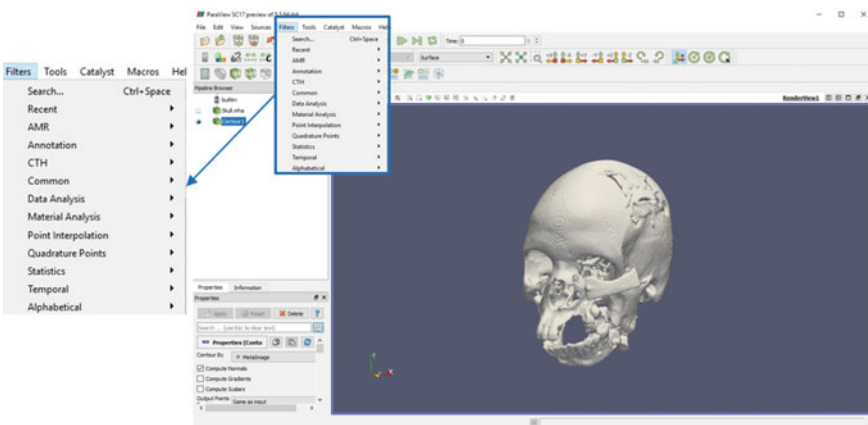 Filters Tools Catalyst Macros Hel
Search... Ctrl+Space
Recent
AMR
Annotation
CTH
Common
Data Analysis
Material Analysis
Point Interpolation
Quadrature Points
Statistics
Temporal
Alphabetical
File Edit View Sources Filters Tools Catalyst Macros Help
Search... Ctrl+Space
Recent
AMR
Annotation
CTH
Common
Data Analysis
Material Analysis
Point Interpolation
Quadrature Points
Statistics
Temporal
Alphabetical
Time: 0
Surface
Pipeline Browser
builtin:
Skull.mha
Contour1
RenderView1
Properties Information
Properties
Apply Reset Delete ?
Search ... (use Esc to clear text)
Properties (Conto
Contour By MetaImage
Compute Normals
Compute Gradients
Compute Scalars
Output Points Same as input